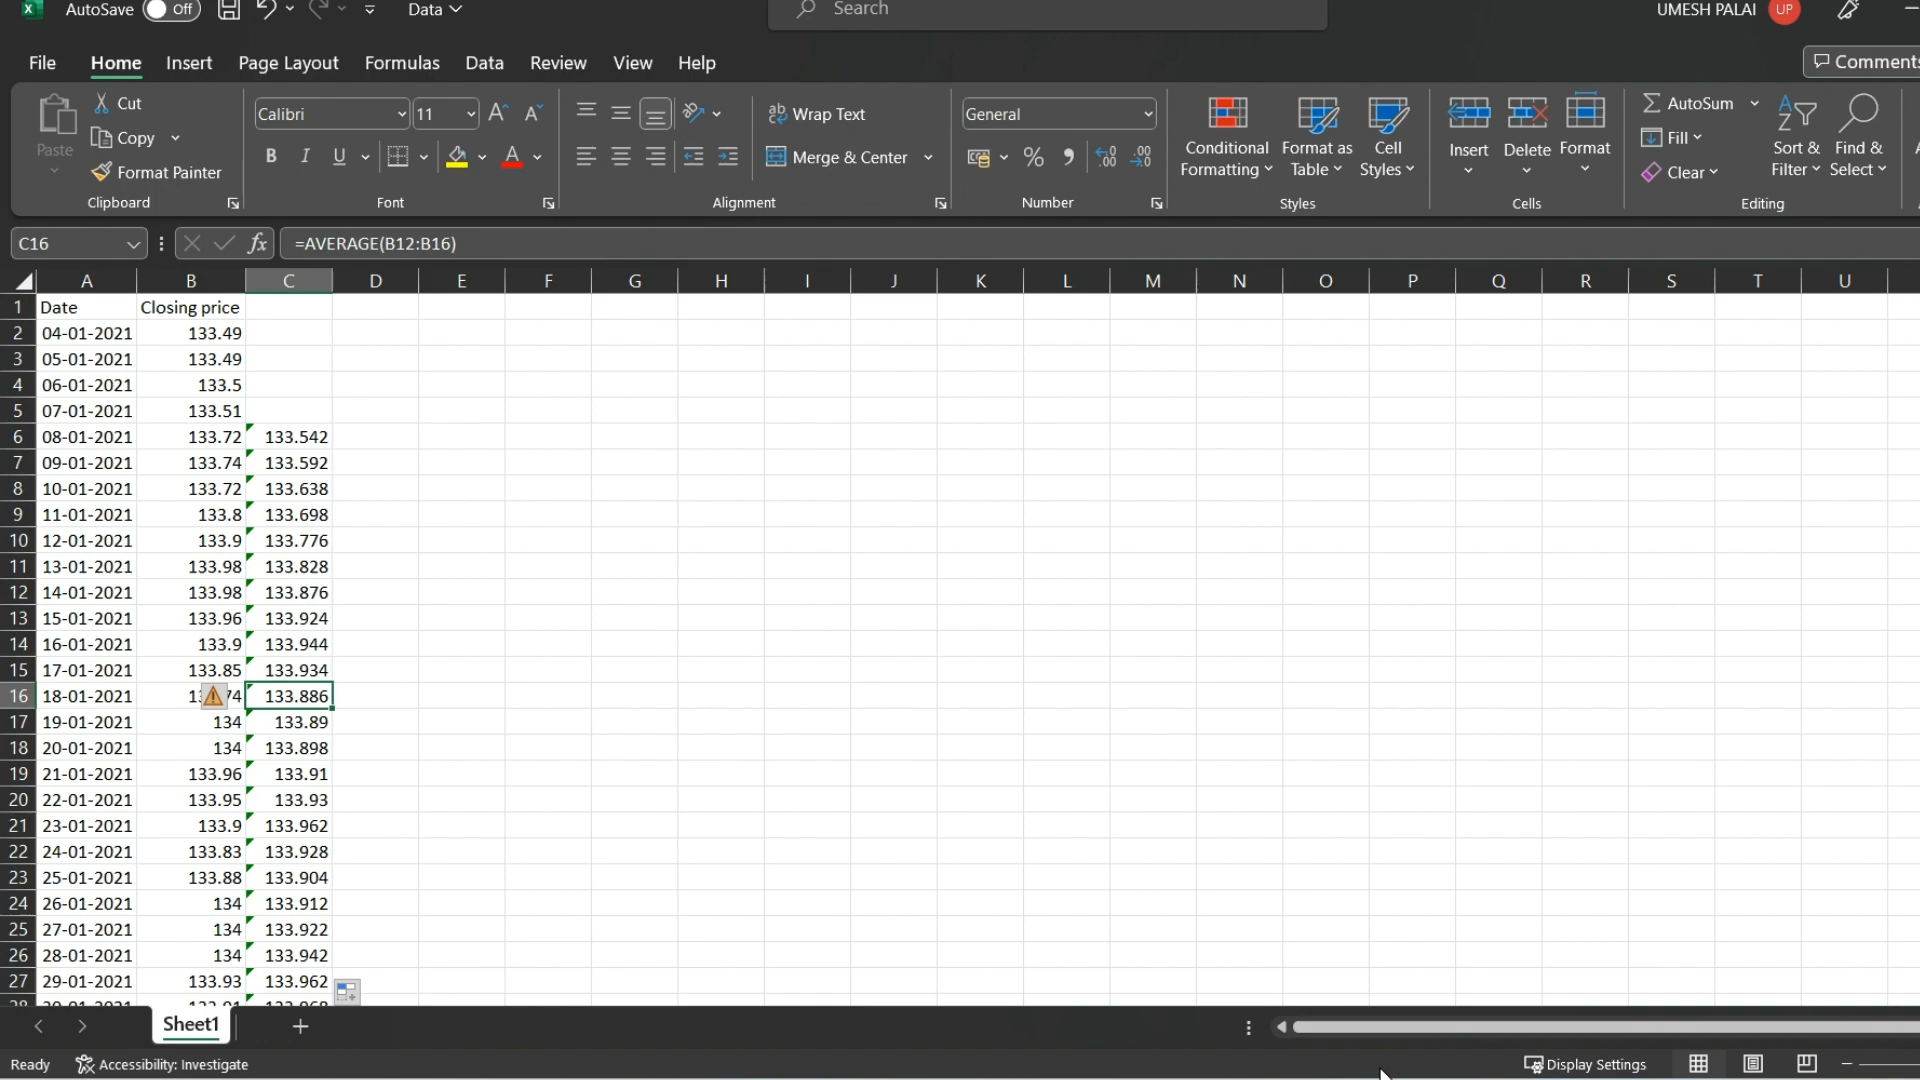 AutoSave Off Data Search UMESH PALAI UP
File Home Insert Page Layout Formulas Data Review View Help Comments
Paste Cut Copy Format Painter Clipboard
Calibri 11 B I U A Font
Wrap Text Merge & Center Alignment
General % Number
Conditional Formatting Format as Table Cell Styles Styles
Insert Delete Format Cells
AutoSum Fill Clear Sort & Filter Find & Select Editing
C16 fx =AVERAGE(B12:B16)
A B C D E F G H I J K L M N O P Q R S T U
1 Date Closing price
2 04-01-2021 133.49
3 05-01-2021 133.49
4 06-01-2021 133.5
5 07-01-2021 133.51
6 08-01-2021 133.72 133.542
7 09-01-2021 133.74 133.592
8 10-01-2021 133.72 133.638
9 11-01-2021 133.8 133.698
10 12-01-2021 133.9 133.776
11 13-01-2021 133.98 133.828
12 14-01-2021 133.98 133.876
13 15-01-2021 133.96 133.924
14 16-01-2021 133.9 133.944
15 17-01-2021 133.85 133.934
16 18-01-2021 133.886
17 19-01-2021 134 133.89
18 20-01-2021 134 133.898
19 21-01-2021 133.96 133.91
20 22-01-2021 133.95 133.93
21 23-01-2021 133.9 133.962
22 24-01-2021 133.83 133.928
23 25-01-2021 133.88 133.904
24 26-01-2021 134 133.912
25 27-01-2021 134 133.922
26 28-01-2021 134 133.942
27 29-01-2021 133.93 133.962
Sheet1
Ready Accessibility: Investigate Display Settings